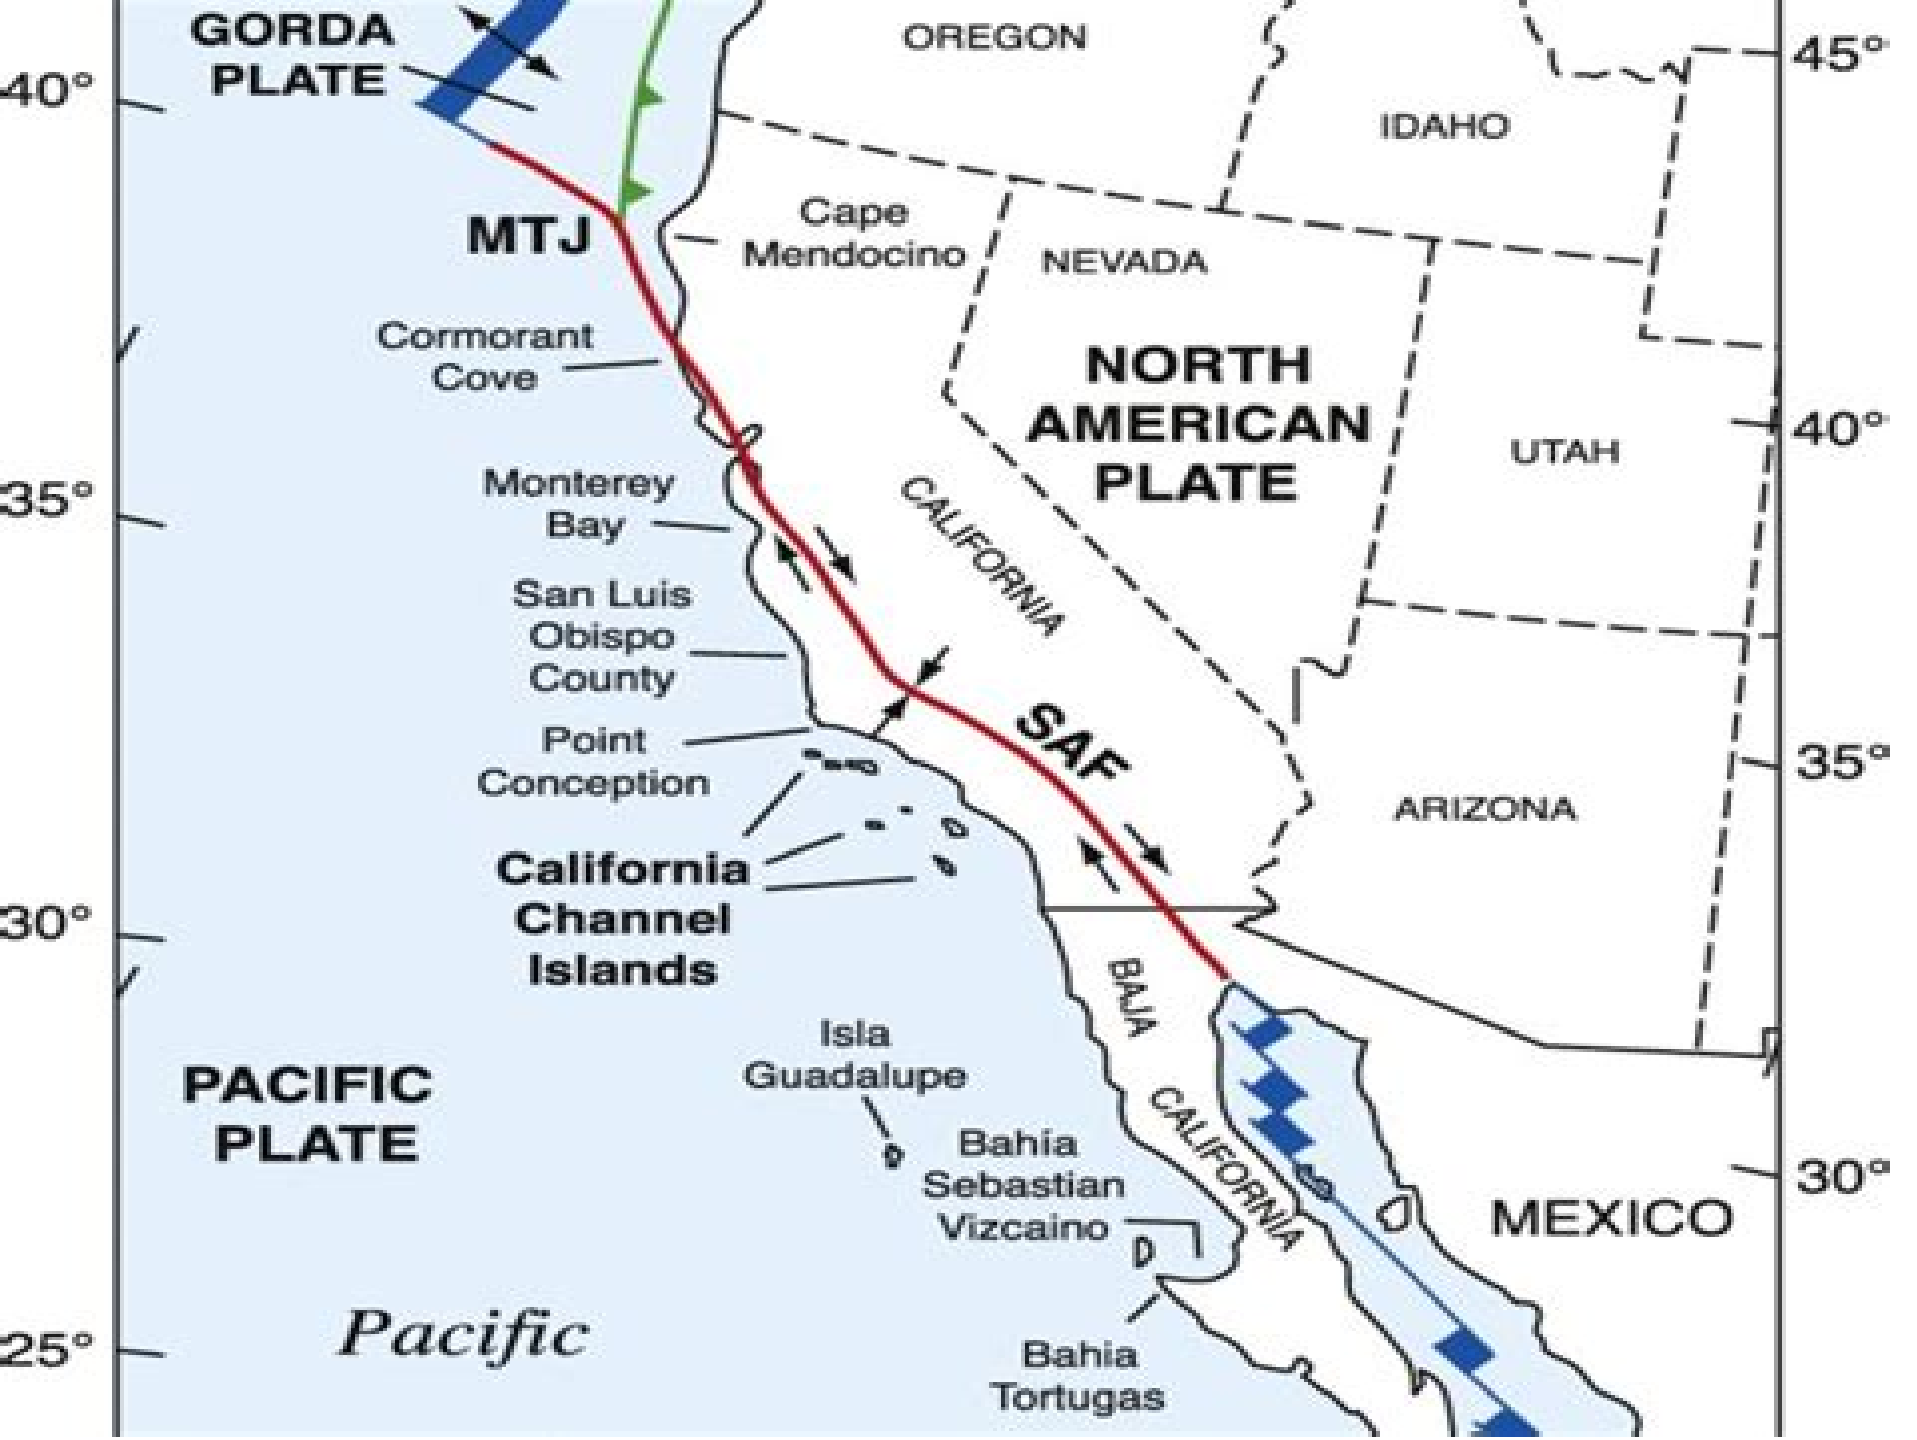 GORDA
PLATE
OREGON
45°
40°
IDAHO
MTJ
Cape
Mendocino
NEVADA
Cormorant
Cove
NORTH
AMERICAN
PLATE
40°
UTAH
CALIFORNIA
35°
Monterey
Bay
San Luis
Obispo
County
SAF
Point
Conception
35°
ARIZONA
California
Channel
Islands
30°
BAJA
CALIFORNIA
Isla
Guadalupe
PACIFIC
PLATE
Bahia
Sebastian
Vizcaino
30°
MEXICO
Pacific
25°
Bahia
Tortugas